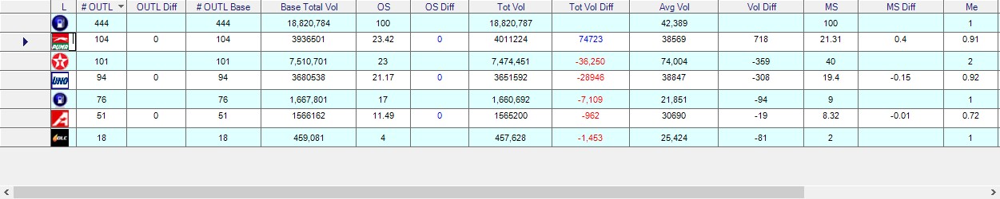 L # OUTL OUTL Diff # OUTL Base Base Total Vol OS OS Diff Tot Vol Tot Vol Diff Avg Vol Vol Diff MS MS Diff Me
444 444 18,820,784 100 18,820,787 42,389 100 1
PUMA 104 0 104 3936501 23.42 0 4011224 74723 38569 718 21.31 0.4 0.91
101 101 7,510,701 23 7,474,451 -36,250 74,004 -359 40 2
UNO 94 0 94 3680538 21.17 0 3651592 -28946 38847 -308 19.4 -0.15 0.92
76 76 1,667,801 17 1,660,692 -7,109 21,851 -94 9 1
51 0 51 1566162 11.49 0 1565200 -962 30690 -19 8.32 -0.01 0.72
DLC 18 18 459,081 4 457,628 -1,453 25,424 -81 2 1